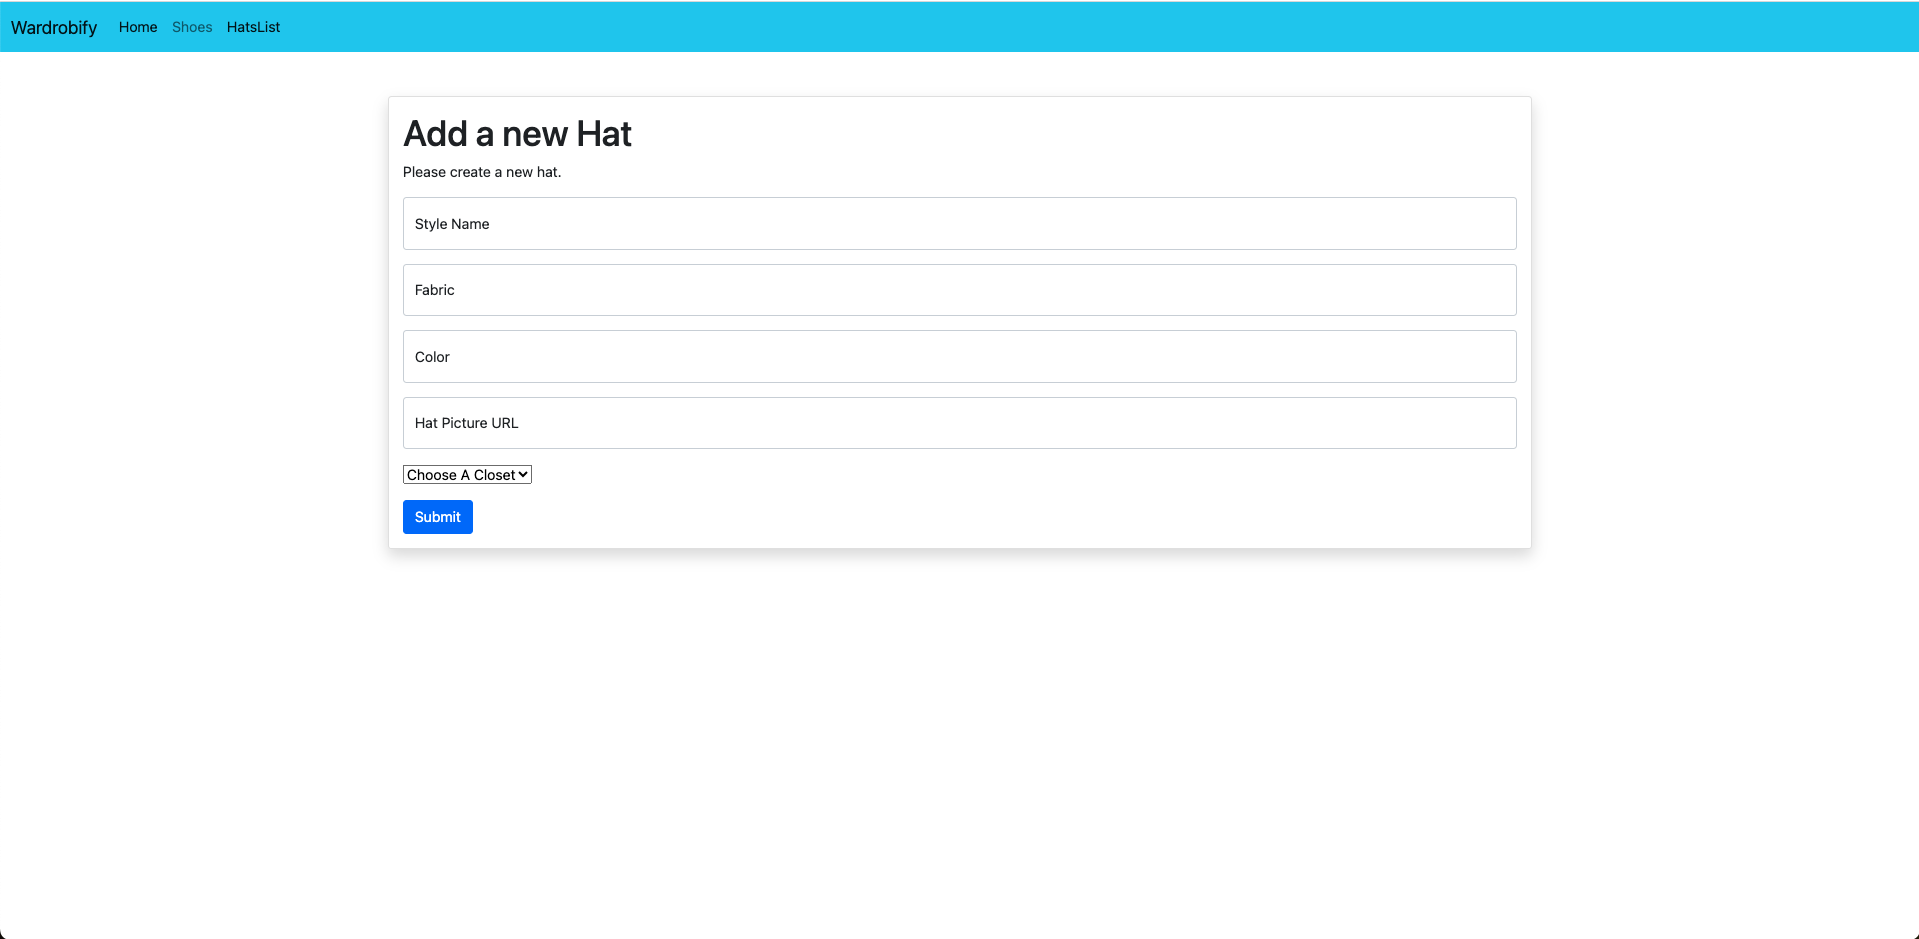 Wardrobify Home Shoes HatsList
Add a new Hat
Please create a new hat.
Style Name
Fabric
Color
Hat Picture URL
Choose A Closet
Submit